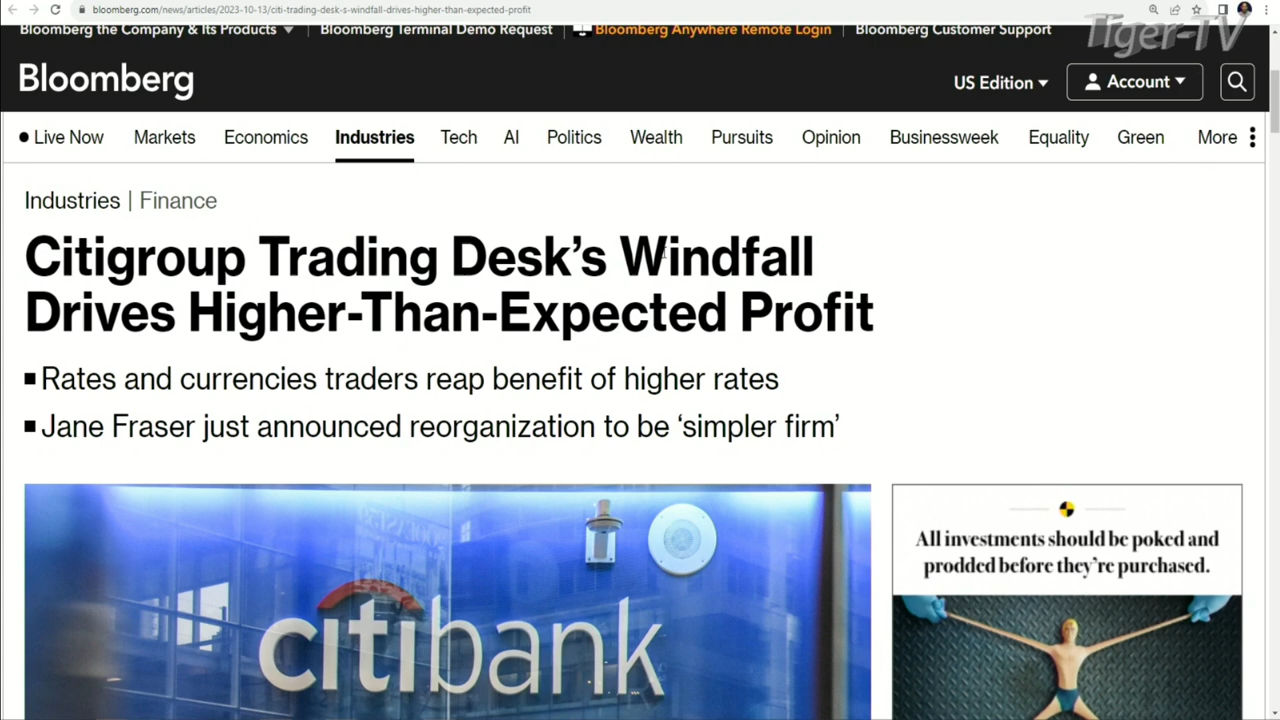 bloomberg.com/news/articles/2023-10-13/citi-trading-desk-s-windfall-drives-higher-than-expected-profit
Bloomberg the Company & Its Products
Bloomberg Terminal Demo Request
Bloomberg Anywhere Remote Login
Bloomberg Customer Support
Tiger-TV
Bloomberg
US Edition
Account
Live Now
Markets
Economics
Industries
Tech
AI
Politics
Wealth
Pursuits
Opinion
Businessweek
Equality
Green
More
Industries | Finance
Citigroup Trading Desk’s Windfall
Drives Higher-Than-Expected Profit
Rates and currencies traders reap benefit of higher rates
Jane Fraser just announced reorganization to be ‘simpler firm’
citibank
All investments should be poked and
prodded before they’re purchased.